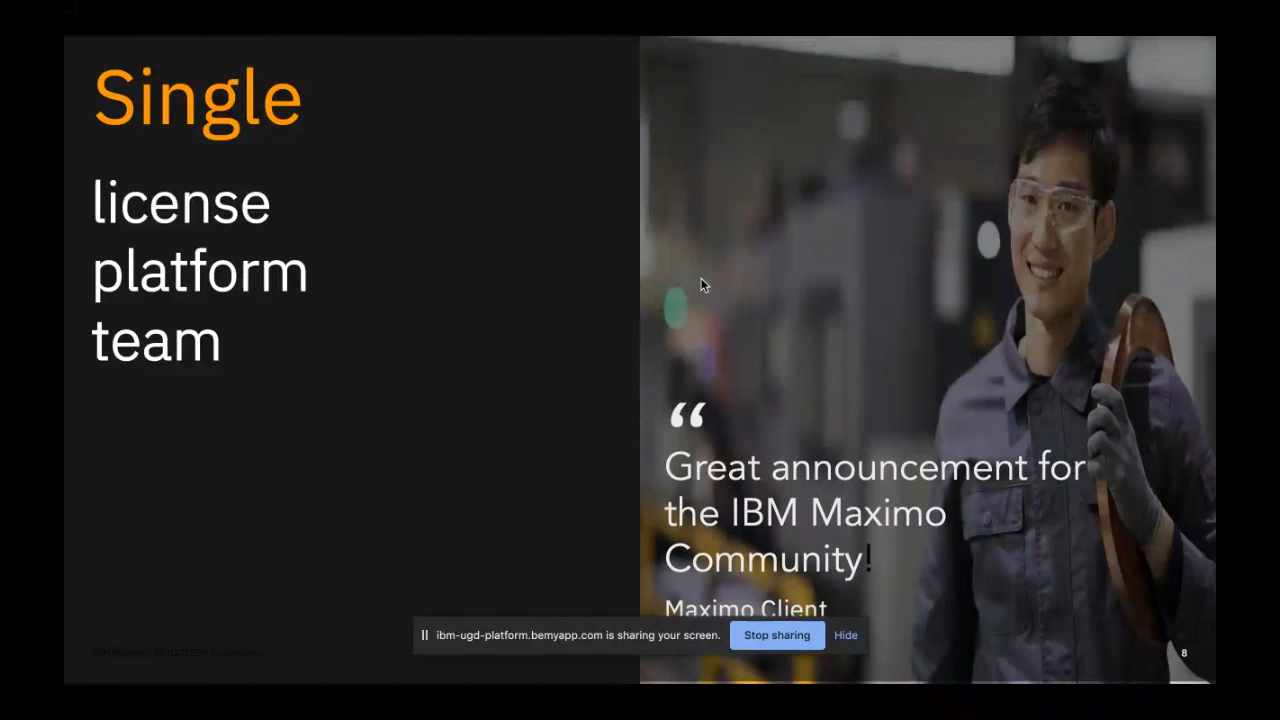 Single
license
platform
team
“
Great announcement for
the IBM Maximo
Community!
Maximo Client
ibm-ugd-platform.bemyapp.com is sharing your screen. Stop sharing Hide
8